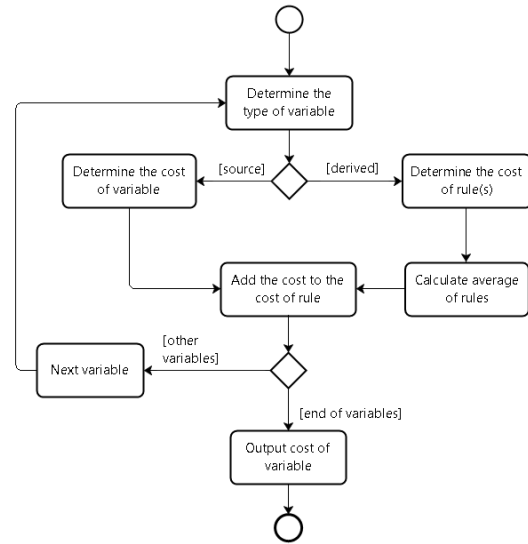 Determine the
type of variable
[source]
[derived]
Determine the cost
of variable
Determine the cost
of rule(s)
Add the cost to the
cost of rule
Calculate average
of rules
[other
variables]
Next variable
[end of variables]
Output cost of
variable